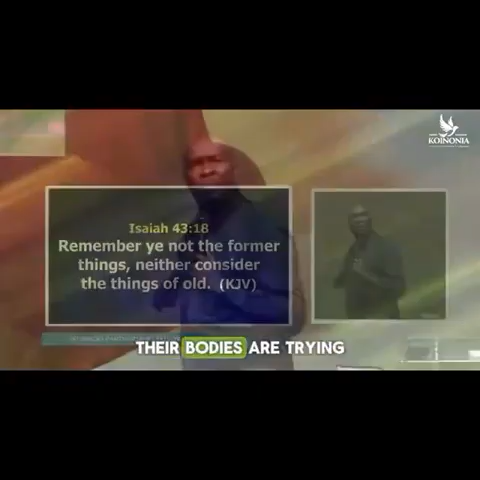 KOINONIA
Isaiah 43:18
Remember ye not the former
things, neither consider
the things of old. (KJV)
THEIR BODIES ARE TRYING